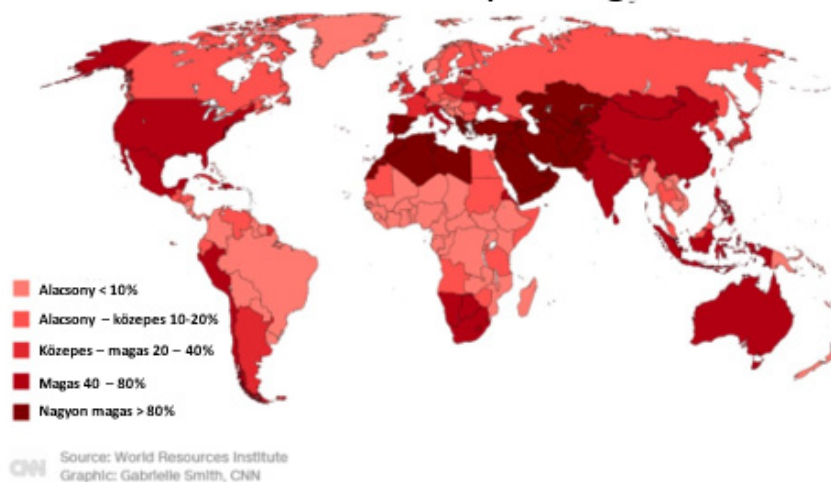 Alacsony < 10%
Alacsony – közepes 10-20%
Közepes – magas 20 – 40%
Magas 40 – 80%
Nagyon magas > 80%
CNN
Source: World Resources Institute
Graphic: Gabrielle Smith, CNN